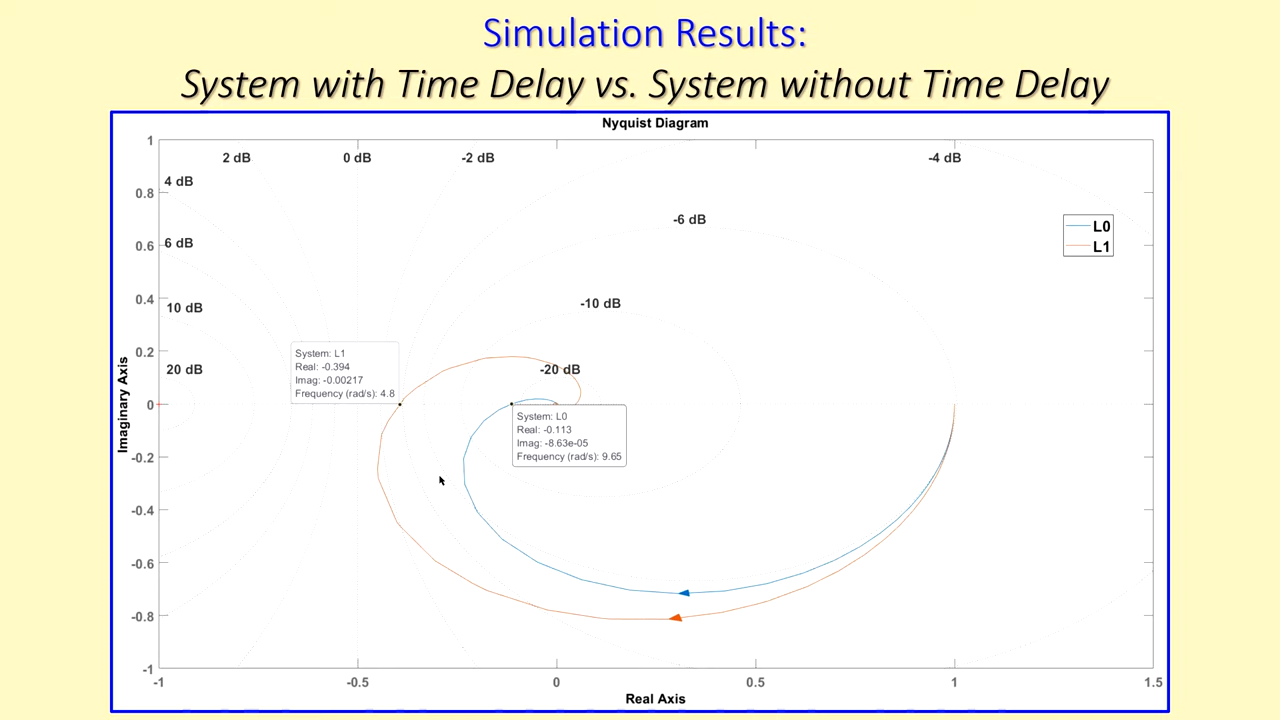 Simulation Results:
System with Time Delay vs. System without Time Delay
Nyquist Diagram
1
2 dB
0 dB
-2 dB
-4 dB
4 dB
0.8
-6 dB
L0
L1
0.6
6 dB
0.4
10 dB
-10 dB
0.2
20 dB
-20 dB
System: L1
Real: -0.394
Imag: -0.00217
Frequency (rad/s): 4.8
0
System: L0
Real: -0.113
Imag: -8.63e-05
Frequency (rad/s): 9.65
Imaginary Axis
-0.2
-0.4
-0.6
-0.8
-1
-1
-0.5
0
0.5
1
1.5
Real Axis